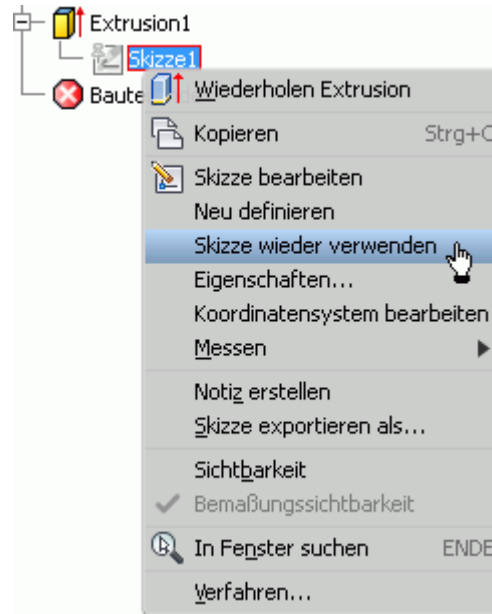 Extrusion1
Skizze1
Baute
Wiederholen Extrusion
Kopieren Strg+C
Skizze bearbeiten
Neu definieren
Skizze wieder verwenden
Eigenschaften...
Koordinatensystem bearbeiten
Messen
Notiz erstellen
Skizze exportieren als...
Sichtbarkeit
Bemaßungssichtbarkeit
In Fenster suchen ENDE
Verfahren...